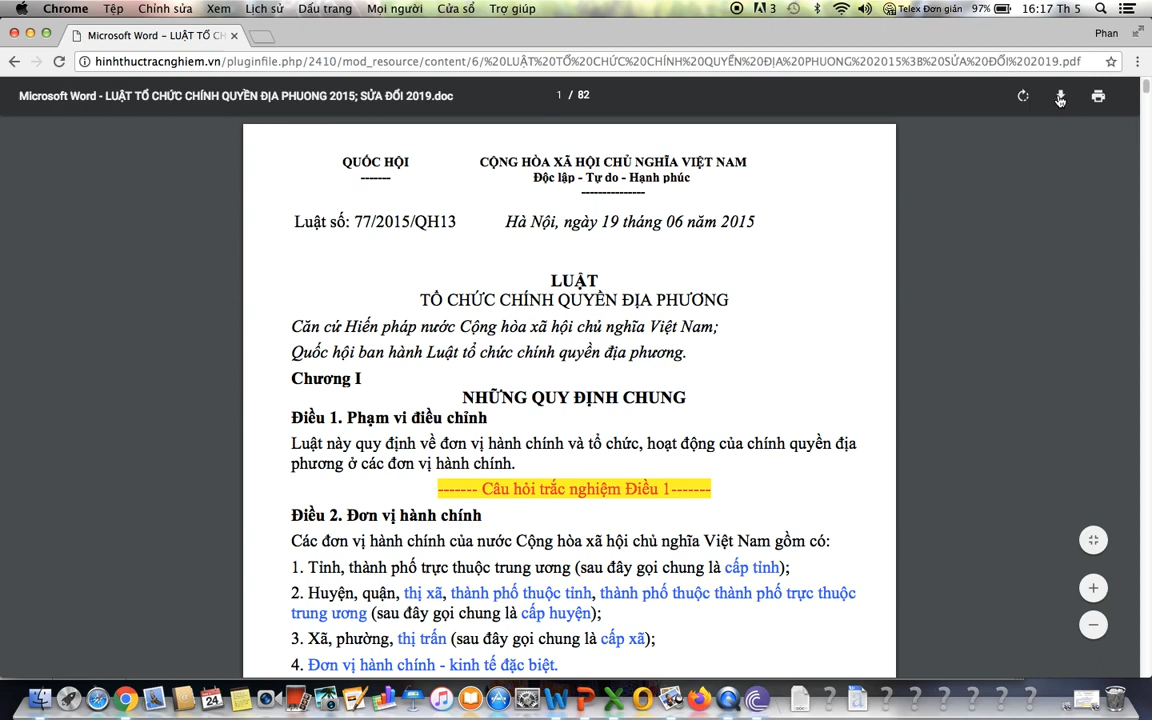 Chrome Tệp Chỉnh sửa Xem Lịch sử Dấu trang Mọi người Cửa sổ Trợ giúp 3 Telex Đơn giản 97% 16:17 Th 5
Microsoft Word - LUẬT TỔ CH Phan
hinhthuctracnghiem.vn/pluginfile.php/2410/mod_resource/content/6/%20LUẬT%20TỔ%20CHỨC%20CHÍNH%20QUYỀN%20ĐỊA%20PHUONG%202015%3B%20SỬA%20ĐỔI%202019.pdf
Microsoft Word - LUẬT TỔ CHỨC CHÍNH QUYỀN ĐỊA PHUONG 2015; SỬA ĐỔI 2019.doc 1 / 82
QUỐC HỘI CỘNG HÒA XÃ HỘI CHỦ NGHĨA VIỆT NAM
------- Độc lập - Tự do - Hạnh phúc
---------------
Luật số: 77/2015/QH13 Hà Nội, ngày 19 tháng 06 năm 2015
LUẬT
TỔ CHỨC CHÍNH QUYỀN ĐỊA PHƯƠNG
Căn cứ Hiến pháp nước Cộng hòa xã hội chủ nghĩa Việt Nam;
Quốc hội ban hành Luật tổ chức chính quyền địa phương.
Chương I
NHỮNG QUY ĐỊNH CHUNG
Điều 1. Phạm vi điều chỉnh
Luật này quy định về đơn vị hành chính và tổ chức, hoạt động của chính quyền địa
phương ở các đơn vị hành chính.
------- Câu hỏi trắc nghiệm Điều 1-------
Điều 2. Đơn vị hành chính
Các đơn vị hành chính của nước Cộng hòa xã hội chủ nghĩa Việt Nam gồm có:
1. Tỉnh, thành phố trực thuộc trung ương (sau đây gọi chung là cấp tỉnh);
2. Huyện, quận, thị xã, thành phố thuộc tỉnh, thành phố thuộc thành phố trực thuộc
trung ương (sau đây gọi chung là cấp huyện);
3. Xã, phường, thị trấn (sau đây gọi chung là cấp xã);
4. Đơn vị hành chính - kinh tế đặc biệt.